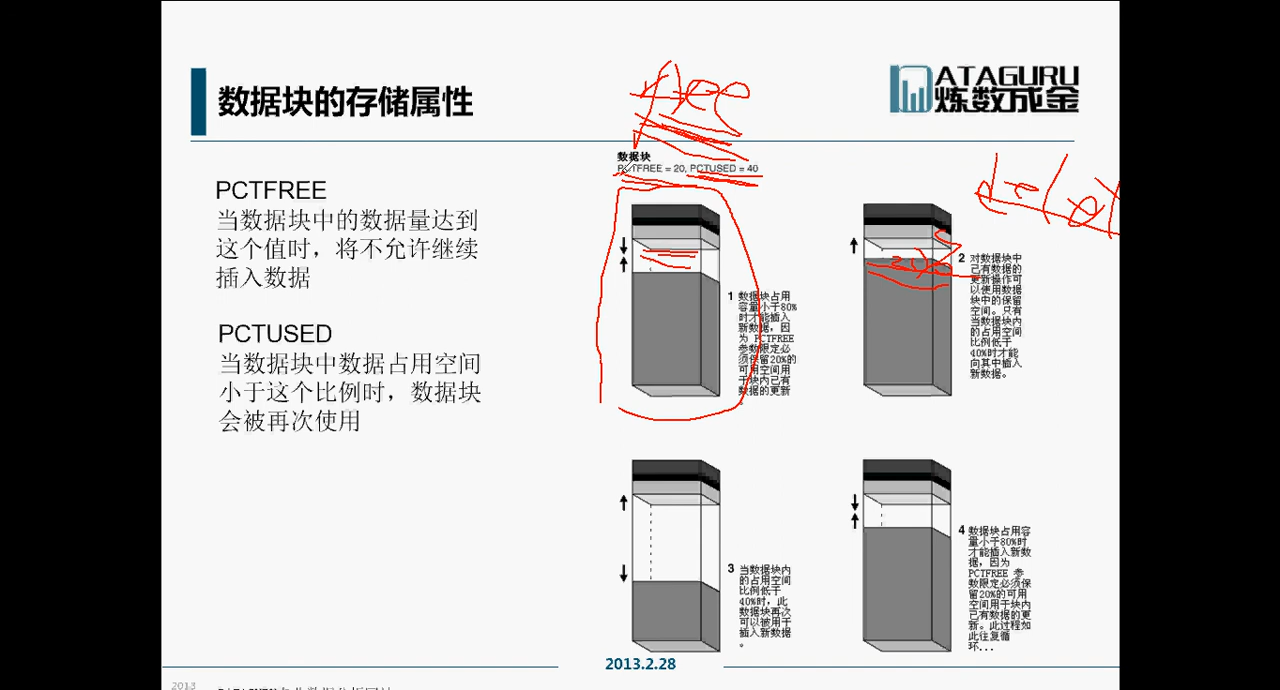 数据块的存储属性
ATAGURU
炼数成金
free
数据块
PCTFREE = 20, PCTUSED = 40
PCTFREE
当数据块中的数据量达到
这个值时，将不允许继续
插入数据
PCTUSED
当数据块中数据占用空间
小于这个比例时，数据块
会被再次使用
1 数据块占用
容量小于80%
时才能插入
新数据，因
为 PCTFREE
参数限定必
须保留20%的
可用空间用
于块内已有
数据的更新
2 对数据块中
已有数据的
更新操作可
以使用数据
块中的保留
空间。只有
当数据块内
的占用空间
比例低于
40%时才能
向其中插入
新数据。
3 当数据块内
的占用空间
比例低于
40%时，此
数据块再次
可以被用于
插入新数据
。
4 数据块占用容
量小于80%时
才能插入新数
据，因为
PCTFREE 参
数限定必须保
留20%的可用
空间用于块内
已有数据的更
新。此过程如
此往复循
环...
2013.2.28
2013